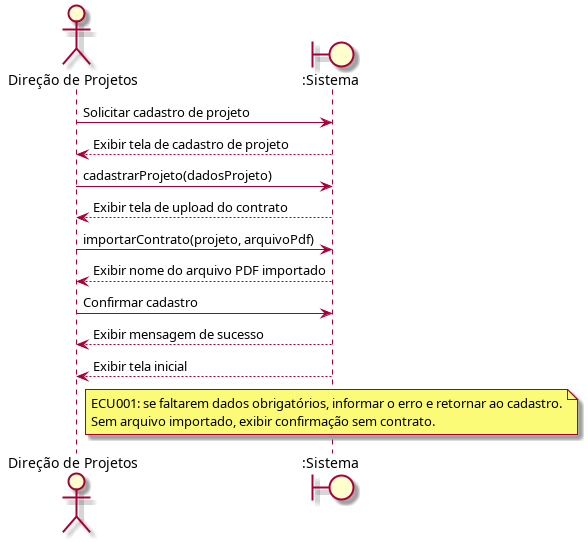 Direção de Projetos
:Sistema
Solicitar cadastro de projeto
Exibir tela de cadastro de projeto
cadastrarProjeto(dadosProjeto)
Exibir tela de upload do contrato
importarContrato(projeto, arquivoPdf)
Exibir nome do arquivo PDF importado
Confirmar cadastro
Exibir mensagem de sucesso
Exibir tela inicial
ECU001: se faltarem dados obrigatórios, informar o erro e retornar ao cadastro.
Sem arquivo importado, exibir confirmação sem contrato.
Direção de Projetos
:Sistema